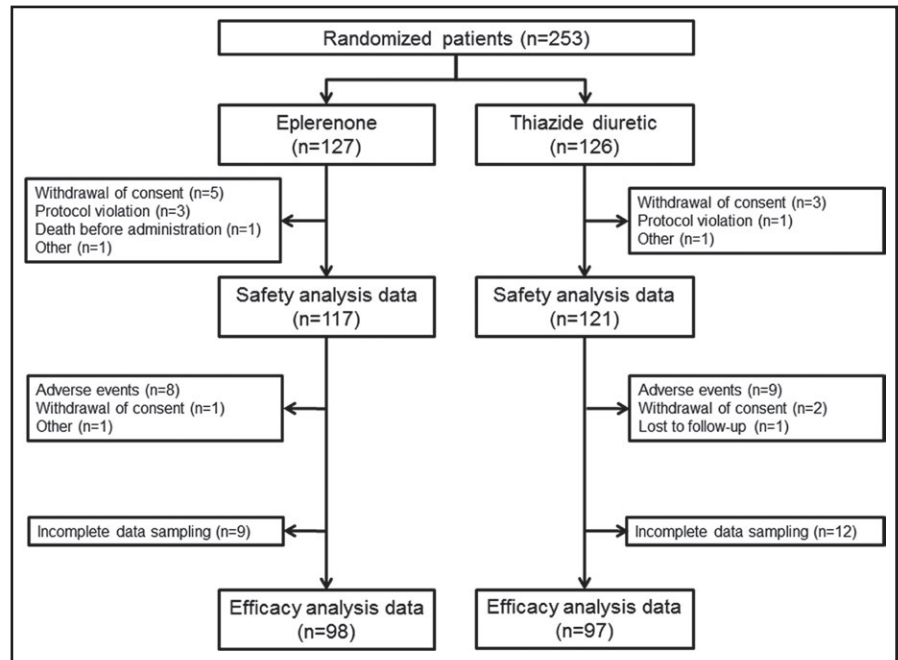 Randomized patients (n=253)
Eplerenone
(n=127)
Thiazide diuretic
(n=126)
Withdrawal of consent (n=5)
Protocol violation (n=3)
Death before administration (n=1)
Other (n=1)
Withdrawal of consent (n=3)
Protocol violation (n=1)
Other (n=1)
Safety analysis data
(n=117)
Safety analysis data
(n=121)
Adverse events (n=8)
Withdrawal of consent (n=1)
Other (n=1)
Adverse events (n=9)
Withdrawal of consent (n=2)
Lost to follow-up (n=1)
Incomplete data sampling (n=9)
Incomplete data sampling (n=12)
Efficacy analysis data
(n=98)
Efficacy analysis data
(n=97)